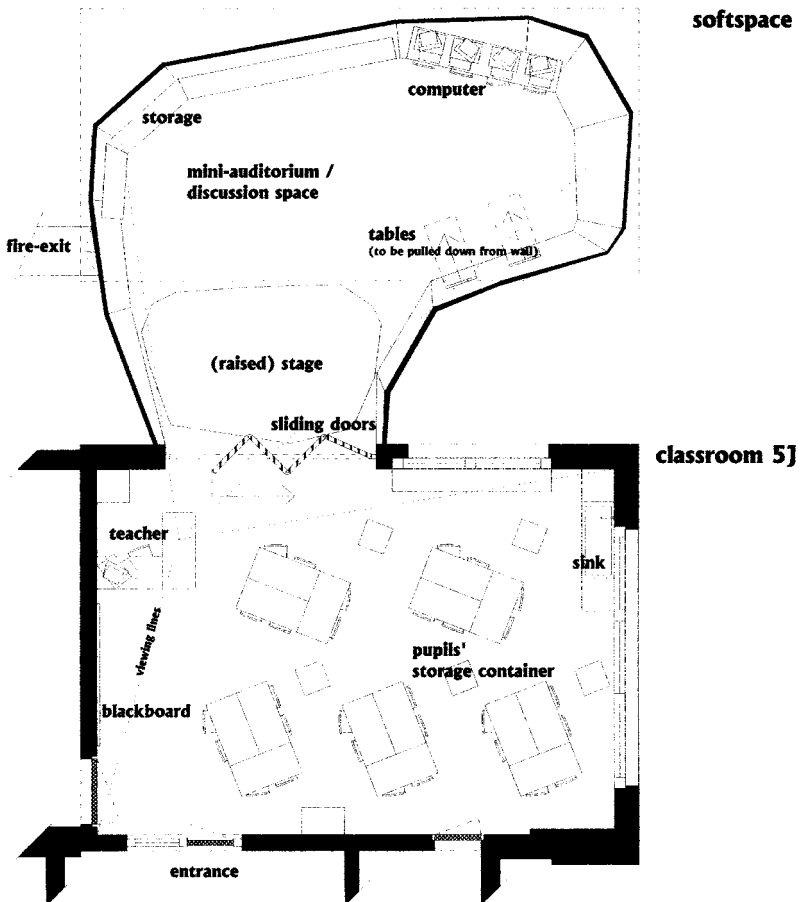 softspace
computer
storage
mini-auditorium /
discussion space
tables
(to be pulled down from wall)
fire-exit
(raised) stage
sliding doors
classroom 5J
teacher
sink
viewing lines
pupils'
storage container
blackboard
entrance